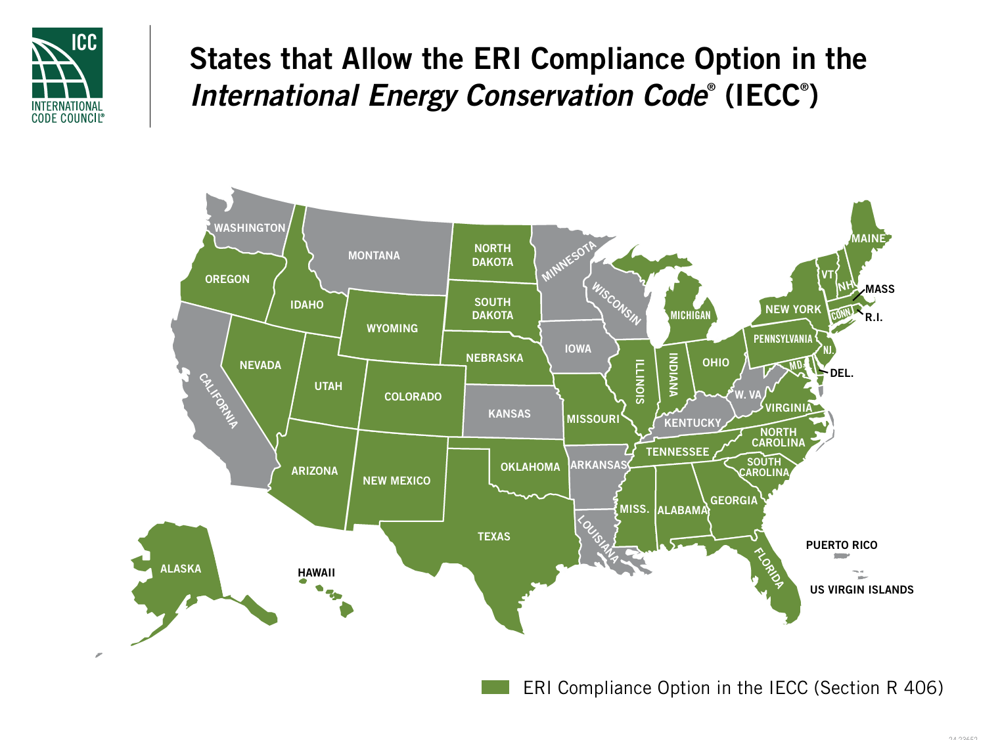 ICC
INTERNATIONAL
CODE COUNCIL®
States that Allow the ERI Compliance Option in the
International Energy Conservation Code® (IECC®)
WASHINGTON
MONTANA
NORTH
DAKOTA
MINNESOTA
MAINE
OREGON
IDAHO
SOUTH
DAKOTA
WISCONSIN
MICHIGAN
VT
NH
MASS
NEW YORK
CONN.
R.I.
WYOMING
IOWA
PENNSYLVANIA
NJ.
NEVADA
NEBRASKA
ILLINOIS
INDIANA
OHIO
MD.
DEL.
CALIFORNIA
UTAH
COLORADO
KANSAS
MISSOURI
W. VA
VIRGINIA
KENTUCKY
NORTH
CAROLINA
ARIZONA
NEW MEXICO
OKLAHOMA
ARKANSAS
TENNESSEE
SOUTH
CAROLINA
TEXAS
LOUISIANA
MISS.
ALABAMA
GEORGIA
FLORIDA
PUERTO RICO
US VIRGIN ISLANDS
ALASKA
HAWAII
ERI Compliance Option in the IECC (Section R 406)